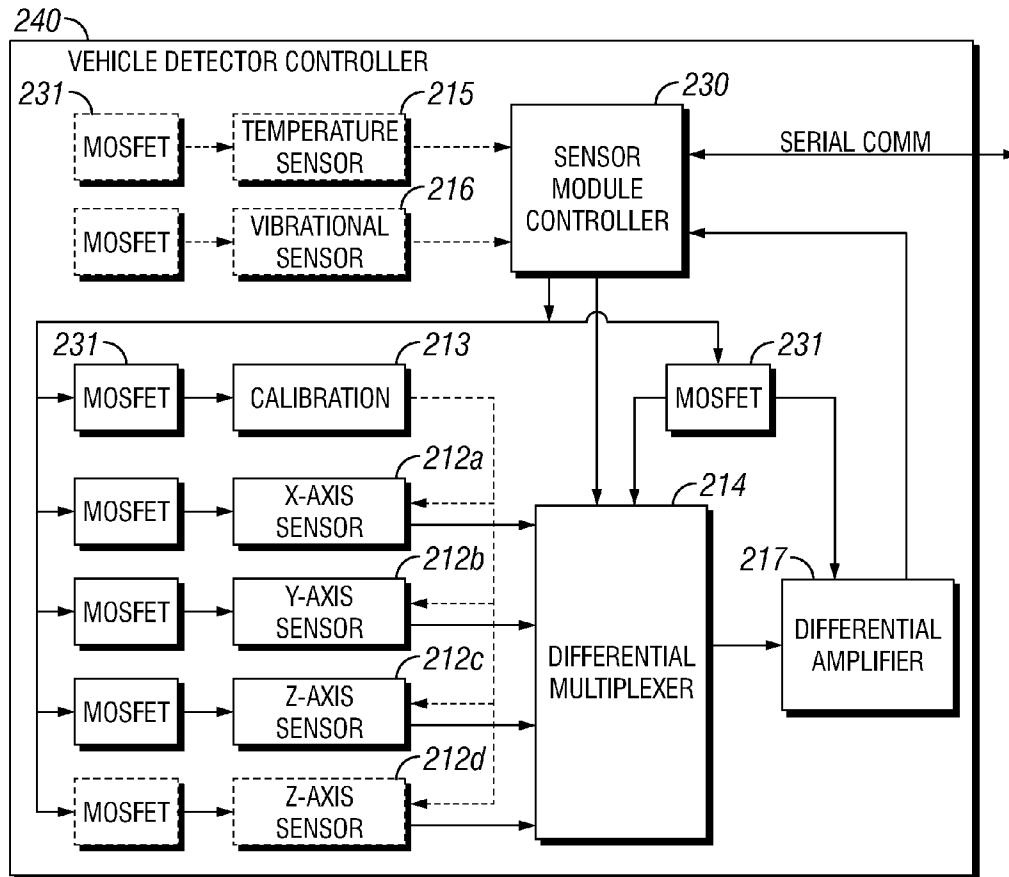 240
VEHICLE DETECTOR CONTROLLER
231
215
230
MOSFET
TEMPERATURE
SENSOR
SENSOR
MODULE
CONTROLLER
SERIAL COMM
216
MOSFET
VIBRATIONAL
SENSOR
231
213
231
MOSFET
CALIBRATION
MOSFET
212a
214
MOSFET
X-AXIS
SENSOR
212b
217
MOSFET
Y-AXIS
SENSOR
DIFFERENTIAL
MULTIPLEXER
DIFFERENTIAL
AMPLIFIER
212c
MOSFET
Z-AXIS
SENSOR
212d
MOSFET
Z-AXIS
SENSOR